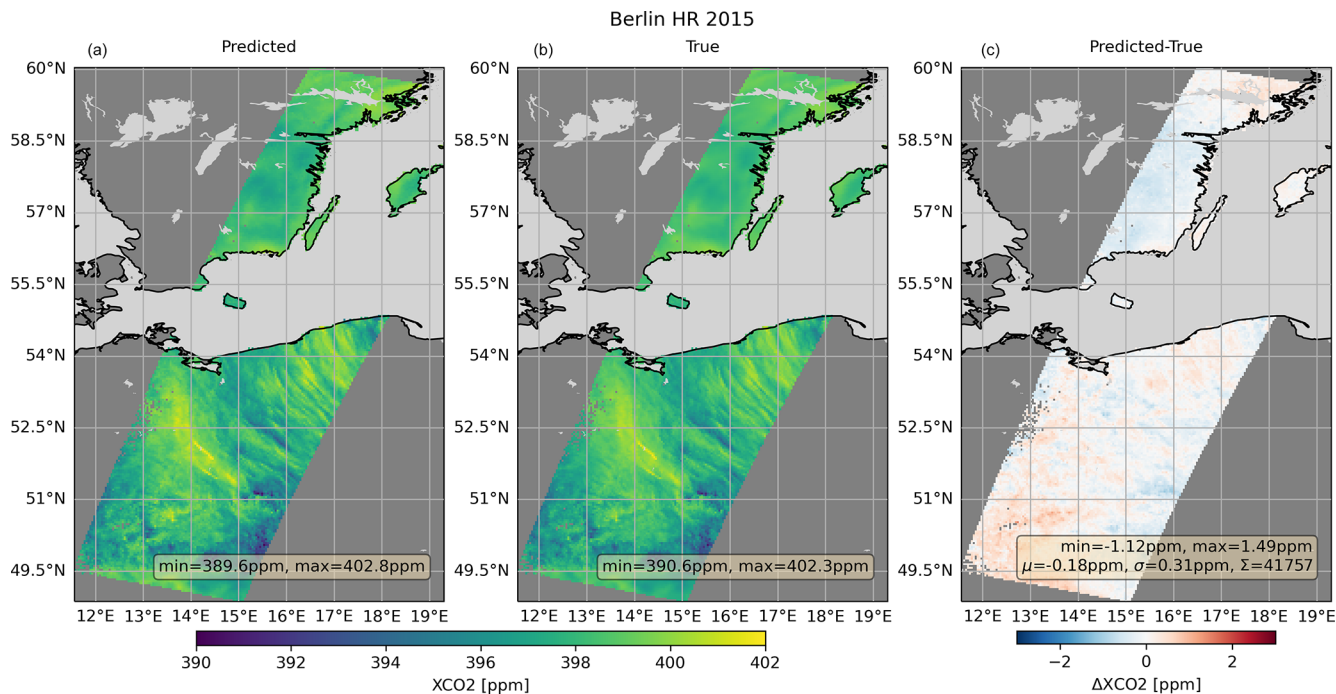 Berlin HR 2015
(a) Predicted
(b) True
(c) Predicted-True
60°N 60°N 60°N
58.5°N 58.5°N 58.5°N
57°N 57°N 57°N
55.5°N 55.5°N 55.5°N
54°N 54°N 54°N
52.5°N 52.5°N 52.5°N
51°N 51°N 51°N
49.5°N 49.5°N 49.5°N
min=389.6ppm, max=402.8ppm
min=390.6ppm, max=402.3ppm
min=-1.12ppm, max=1.49ppm
μ=-0.18ppm, σ=0.31ppm, Σ=41757
12°E 13°E 14°E 15°E 16°E 17°E 18°E 19°E
12°E 13°E 14°E 15°E 16°E 17°E 18°E 19°E
12°E 13°E 14°E 15°E 16°E 17°E 18°E 19°E
390 392 394 396 398 400 402
XCO2 [ppm]
−2 0 2
ΔXCO2 [ppm]